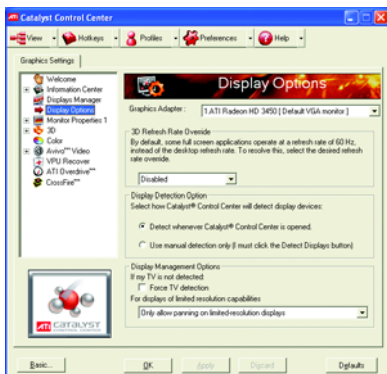 Catalyst Control Center
View Hotkeys Profiles Preferences Help
Graphics Settings
Welcome
Information Center
Displays Manager
Display Options
Monitor Properties 1
3D
Color
Avivo™ Video
VPU Recover
ATI Overdrive™
CrossFire™
ATI CATALYST
CONTROL CENTER
Display Options
Graphics Adapter :
1.ATI Radeon HD 3450 [ Default VGA monitor ]
3D Refresh Rate Override
By default, some full screen applications operate at a refresh rate of 60 Hz,
instead of the desktop refresh rate. To resolve this, select the desired refresh
rate override.
Disabled
Display Detection Option
Select how Catalyst® Control Center will detect display devices:
Detect whenever Catalyst® Control Center is opened.
Use manual detection only (I must click the Detect Displays button)
Display Management Options
If my TV is not detected:
Force TV detection
For displays of limited resolution capabilities
Only allow panning on limited-resolution displays
Basic...
OK
Apply
Discard
Defaults